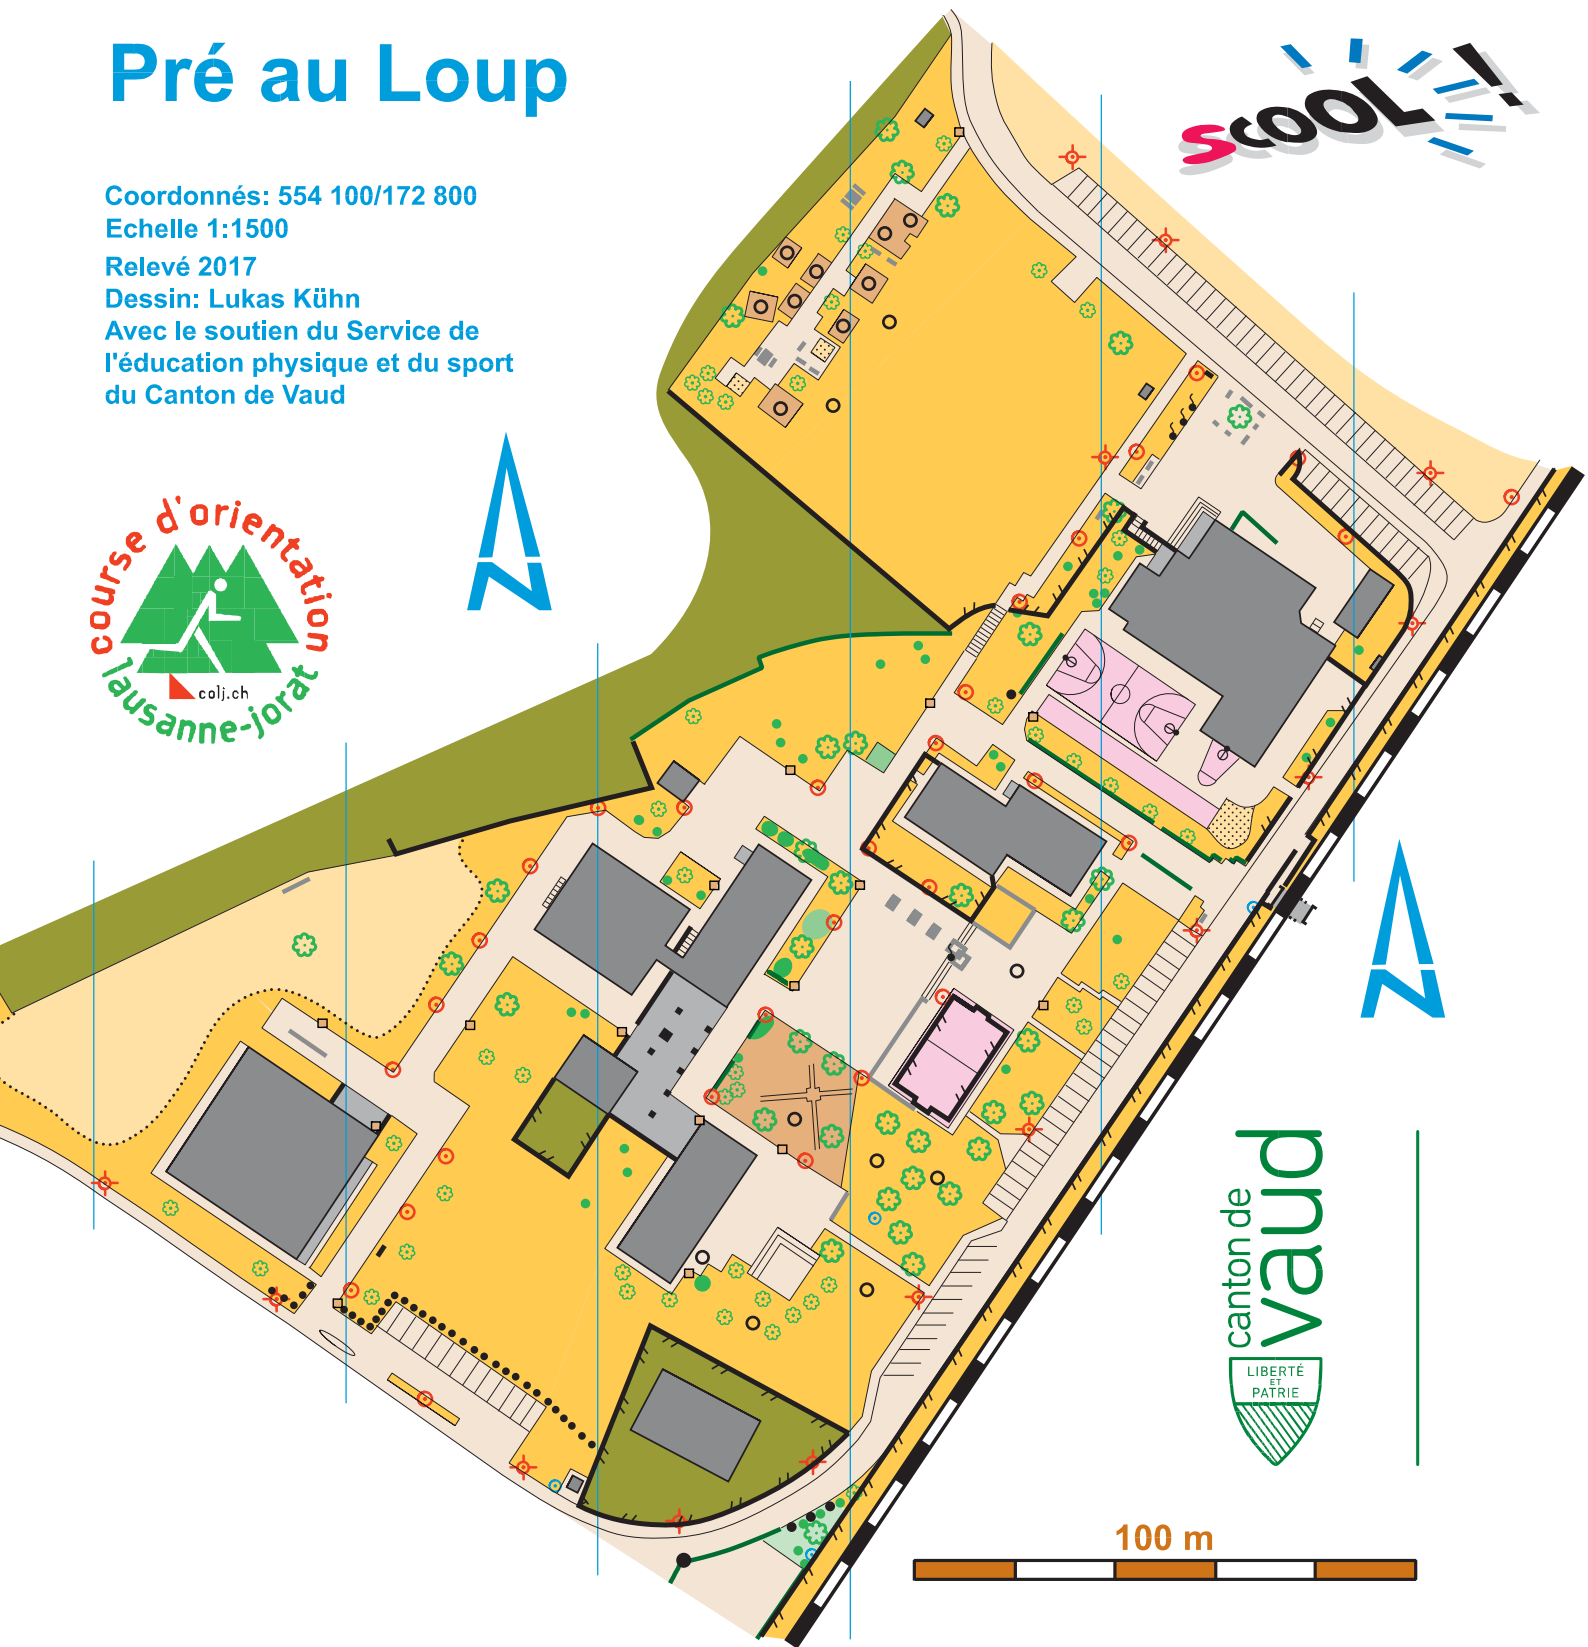 Pré au Loup
scool!
Coordonnés: 554 100/172 800
Echelle 1:1500
Relevé 2017
Dessin: Lukas Kühn
Avec le soutien du Service de
l'éducation physique et du sport
du Canton de Vaud
course d'orientation
colj.ch
lausanne-jorat
canton de
vaud
LIBERTÉ
ET
PATRIE
100 m